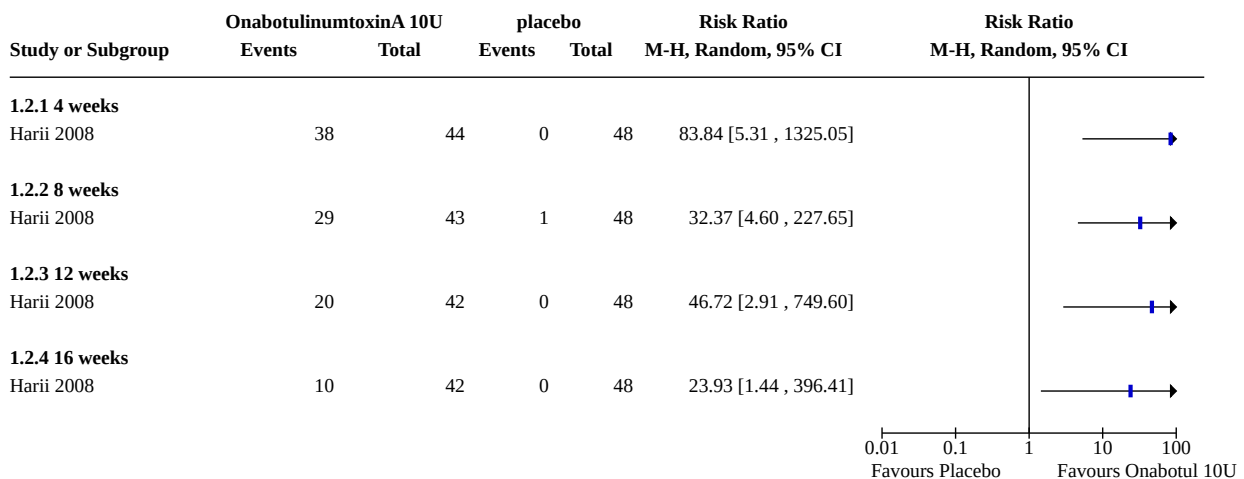 OnabotulinumtoxinA 10U placebo Risk Ratio Risk Ratio
Study or Subgroup Events Total Events Total M-H, Random, 95% CI M-H, Random, 95% CI
1.2.1 4 weeks
Harii 2008 38 44 0 48 83.84 [5.31 , 1325.05]
1.2.2 8 weeks
Harii 2008 29 43 1 48 32.37 [4.60 , 227.65]
1.2.3 12 weeks
Harii 2008 20 42 0 48 46.72 [2.91 , 749.60]
1.2.4 16 weeks
Harii 2008 10 42 0 48 23.93 [1.44 , 396.41]
0.01 0.1 1 10 100
Favours Placebo Favours Onabotul 10U